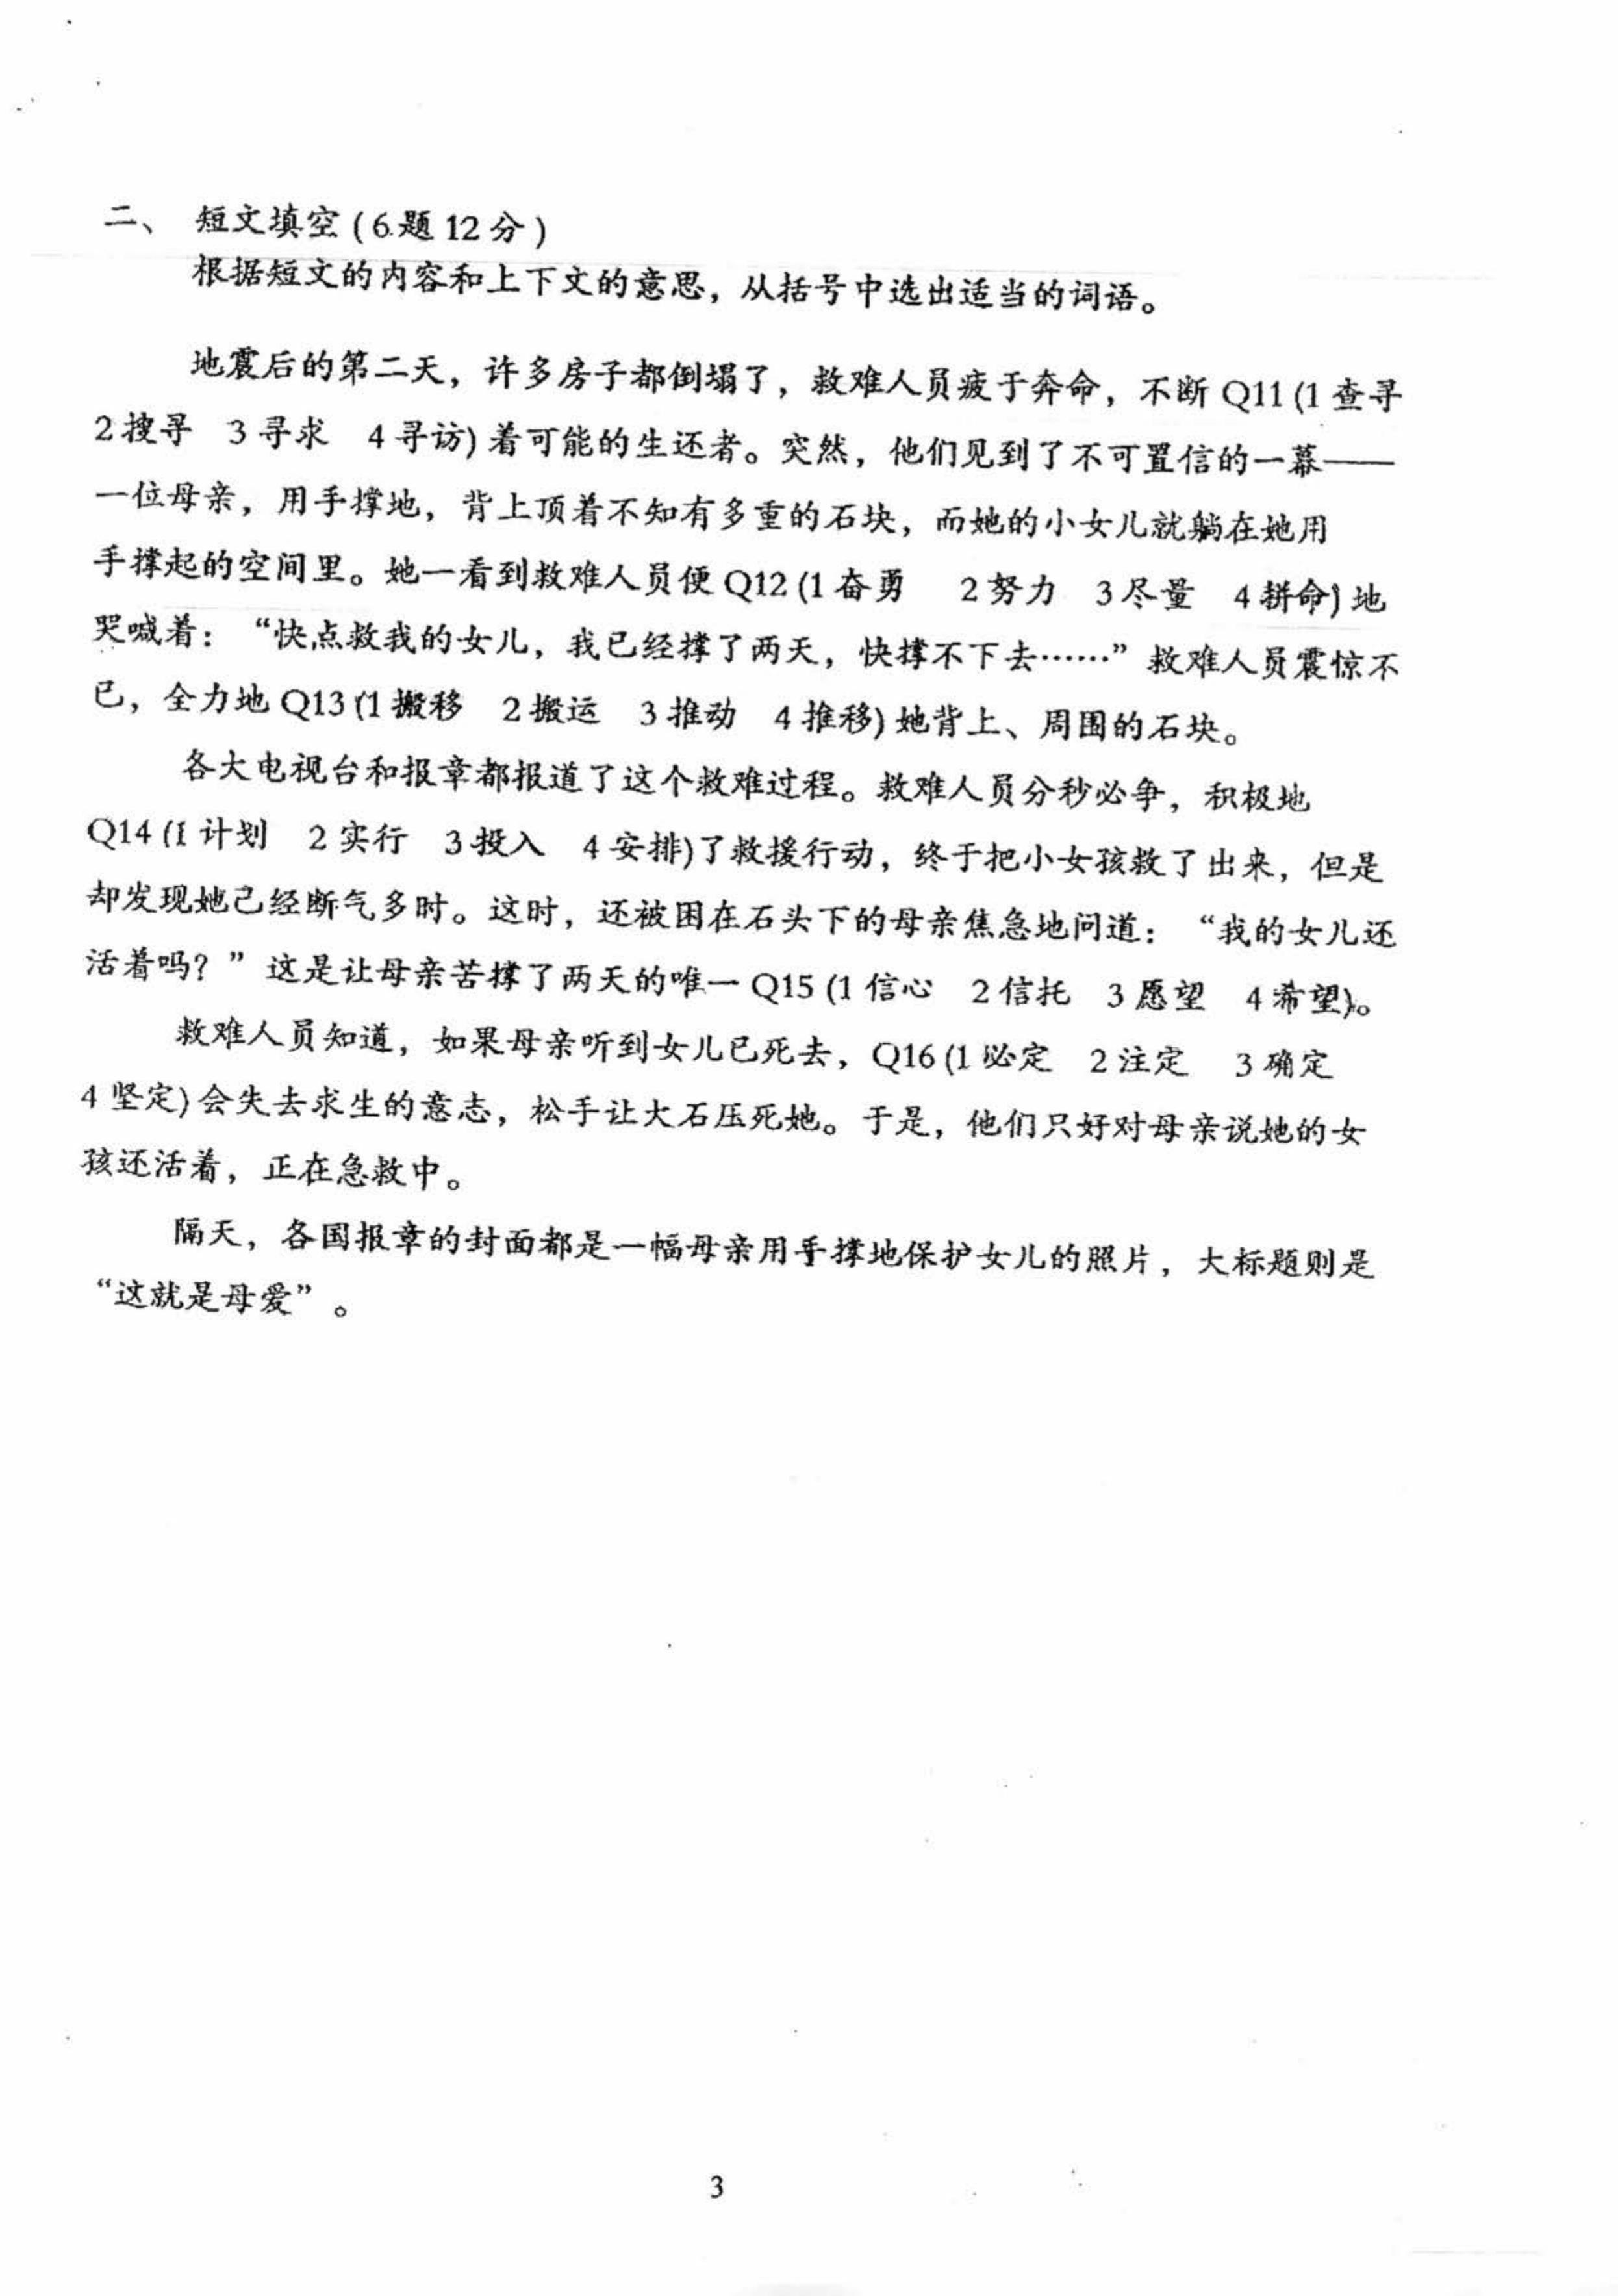 二、 短文填空(6题12分)
根据短文的内容和上下文的意思，从括号中选出适当的词语。
地震后的第二天，许多房子都倒塌了，救难人员疲于奔命，不断 Q11 (1 查寻
2 搜寻 3 寻求 4 寻访) 着可能的生还者。突然，他们见到了不可置信的一幕——
一位母亲，用手撑地，背上顶着不知有多重的石块，而她的小女儿就躺在她用
手撑起的空间里。她一看到救难人员便 Q12 (1 奋勇 2 努力 3 尽量 4 拼命) 地
哭喊着：“快点救我的女儿，我已经撑了两天，快撑不下去……”救难人员震惊不
已，全力地 Q13 (1 搬移 2 搬运 3 推动 4 推移) 她背上、周围的石块。
各大电视台和报章都报道了这个救难过程。救难人员分秒必争，积极地
Q14 (1 计划 2 实行 3 投入 4 安排)了救援行动，终于把小女孩救了出来，但是
却发现她已经断气多时。这时，还被困在石头下的母亲焦急地问道：“我的女儿还
活着吗？”这是让母亲苦撑了两天的唯一 Q15 (1 信心 2 信托 3 愿望 4 希望)。
救难人员知道，如果母亲听到女儿已死去，Q16 (1 必定 2 注定 3 确定
4 坚定) 会失去求生的意志，松手让大石压死她。于是，他们只好对母亲说她的女
孩还活着，正在急救中。
隔天，各国报章的封面都是一幅母亲用手撑地保护女儿的照片，大标题则是
“这就是母爱”。
3